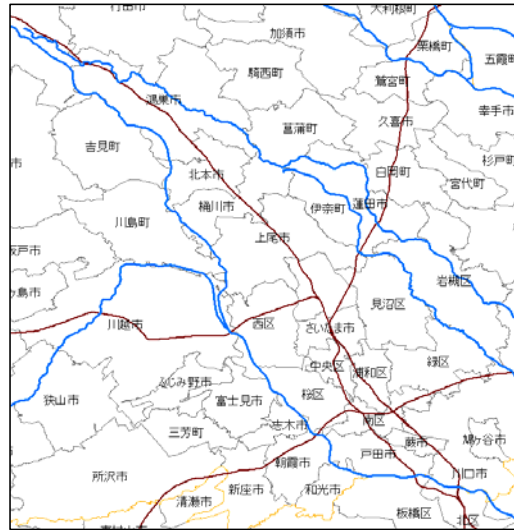 行田市
大利根町
加須市
栗橋町
五霞町
騎西町
鷲宮町
鴻巣市
幸手市
菖蒲町
久喜市
吉見町
杉戸町
白岡町
北本市
宮代町
桶川市
伊奈町
蓮田市
川島町
上尾市
坂戸市
岩槻区
見沼区
川越市
西区
さいたま市
中央区
浦和区
緑区
ふじみ野市
狭山市
富士見市
桜区
南区
三芳町
志木市
蕨市
鳩ヶ谷市
戸田市
朝霞市
所沢市
川口市
新座市
和光市
清瀬市
板橋区
北区